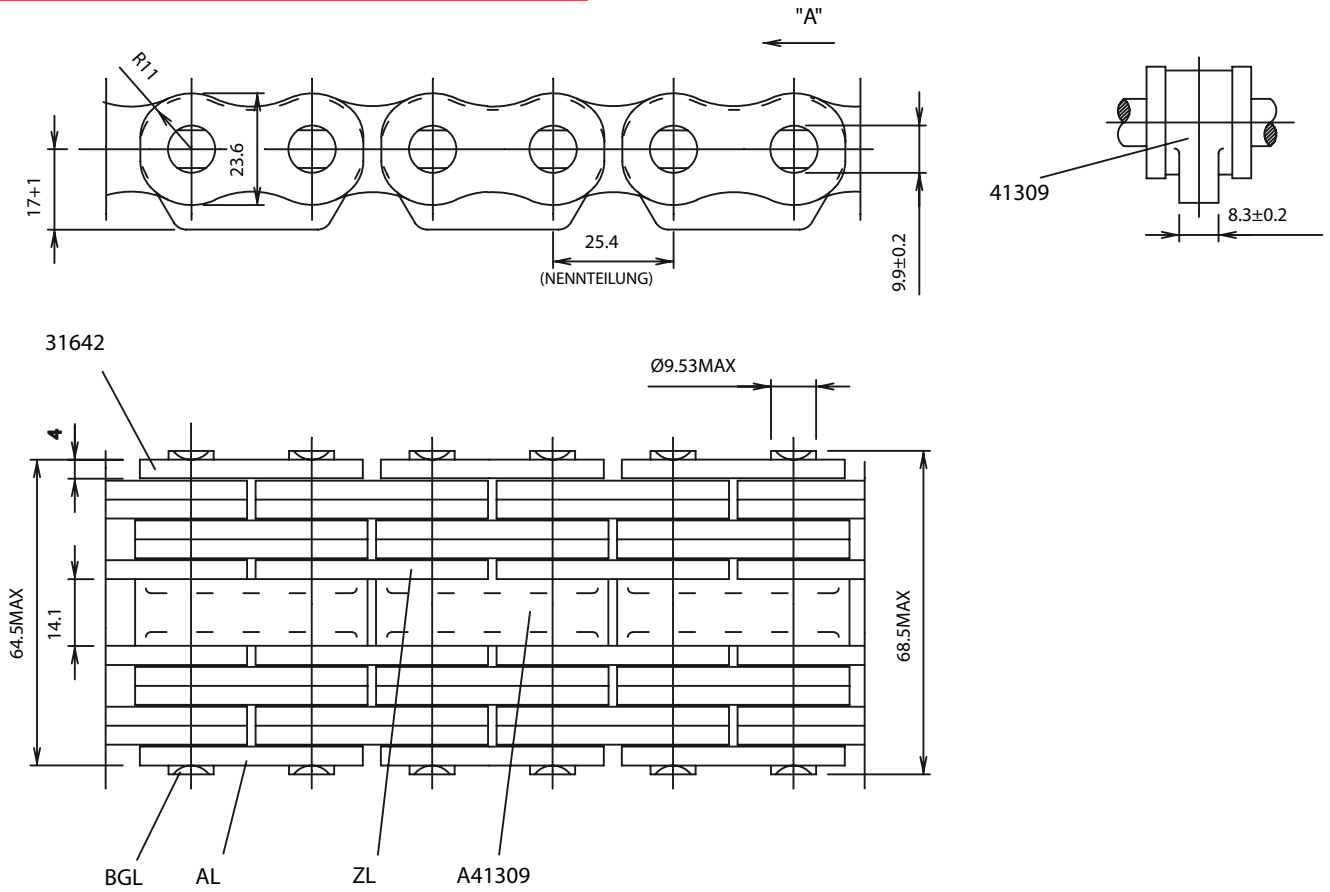 "A"
R11
23.6
17+1
25.4
(NENNTEILUNG)
9.9±0.2
41309
8.3±0.2
31642
Ø9.53MAX
4
64.5MAX
14.1
68.5MAX
BGL
AL
ZL
A41309